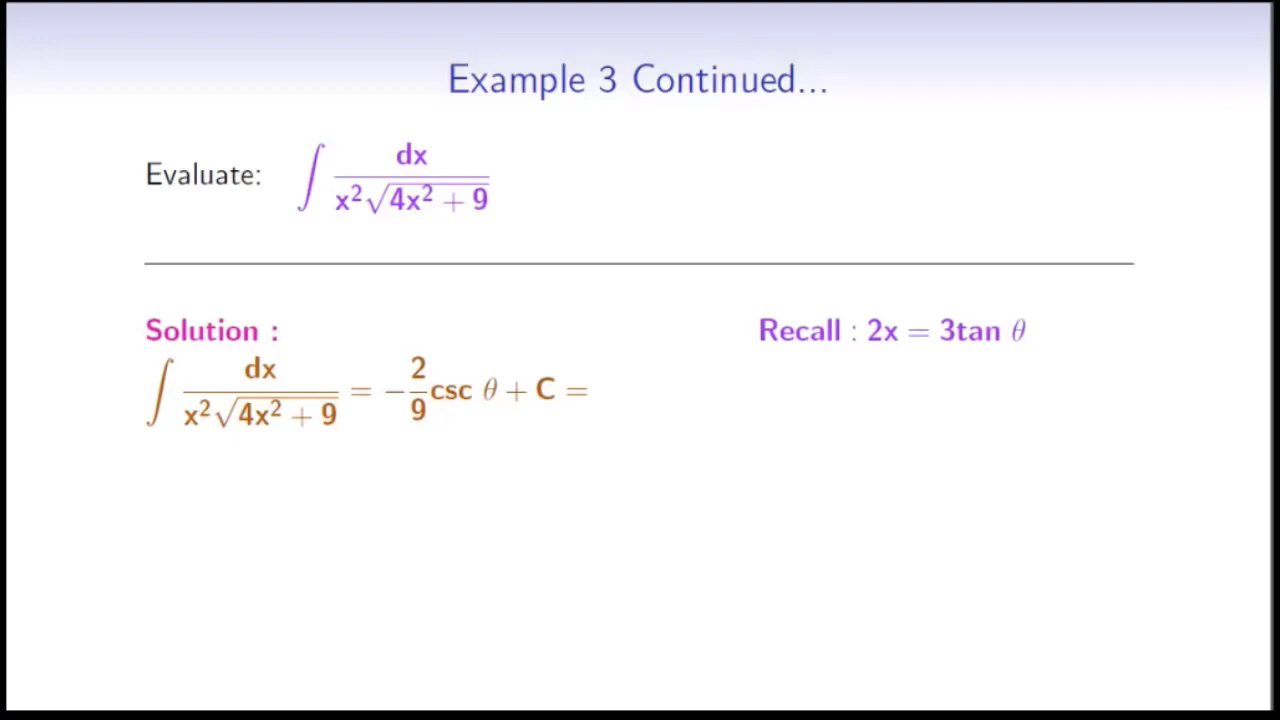 Example 3 Continued...
Evaluate: ∫ dx / x²√(4x² + 9)
Solution :
Recall : 2x = 3tan θ
∫ dx / x²√(4x² + 9) = −2/9 csc θ + C =